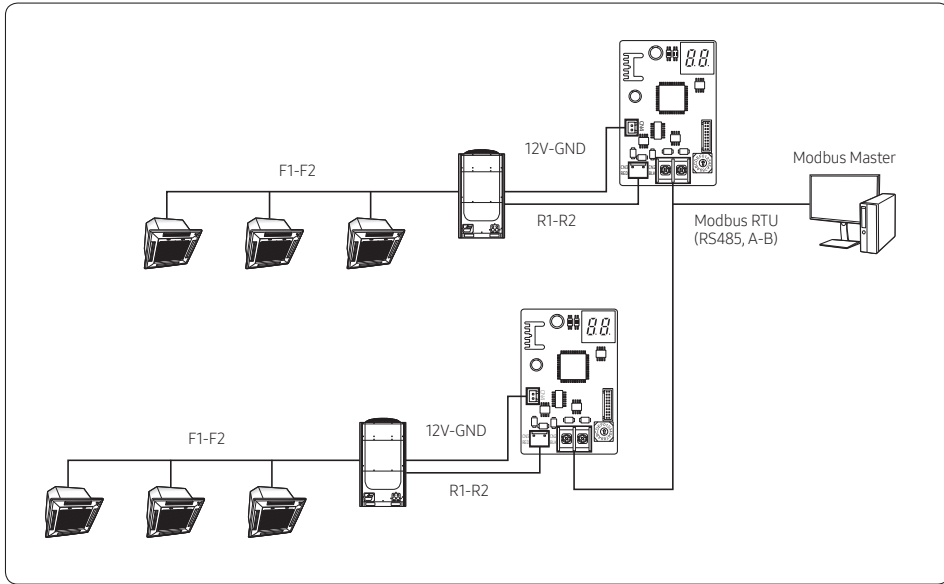 88
12V-GND
Modbus Master
F1-F2
R1-R2
Modbus RTU
(RS485, A-B)
88
12V-GND
F1-F2
R1-R2